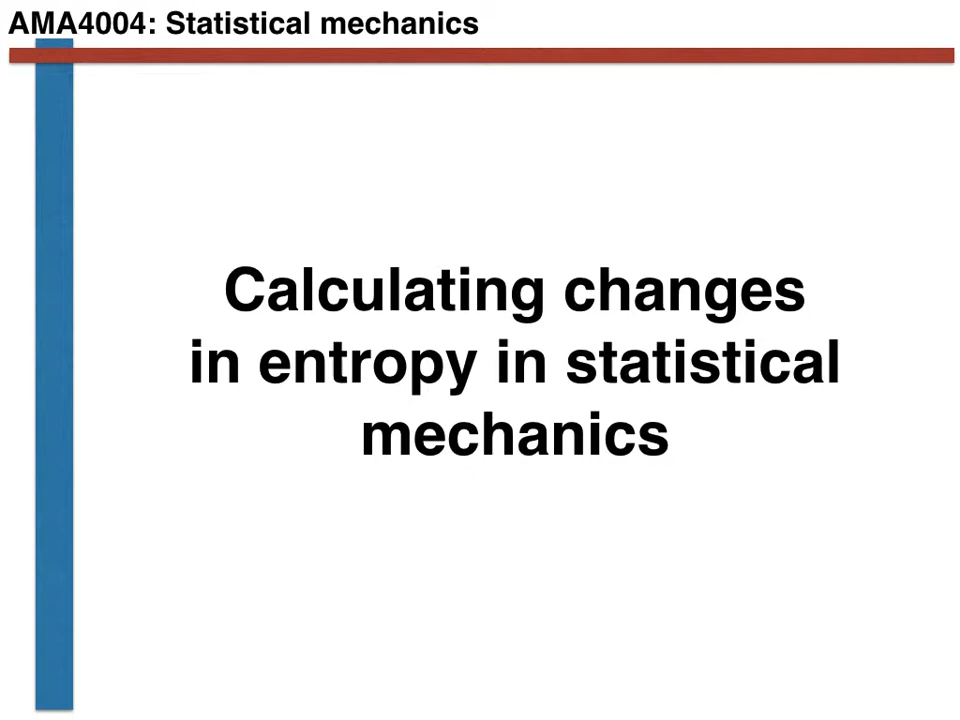 AMA4004: Statistical mechanics
Calculating changes
in entropy in statistical
mechanics